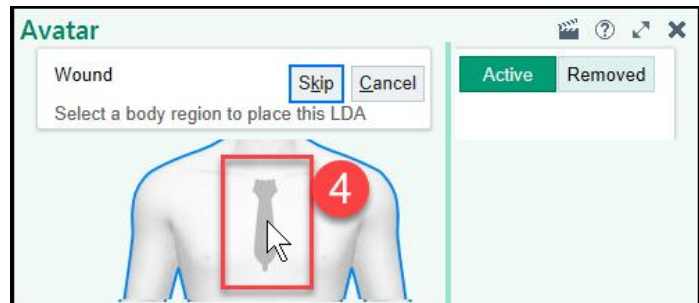 Avatar
Wound
Skip
Cancel
Select a body region to place this LDA
Active
Removed
4